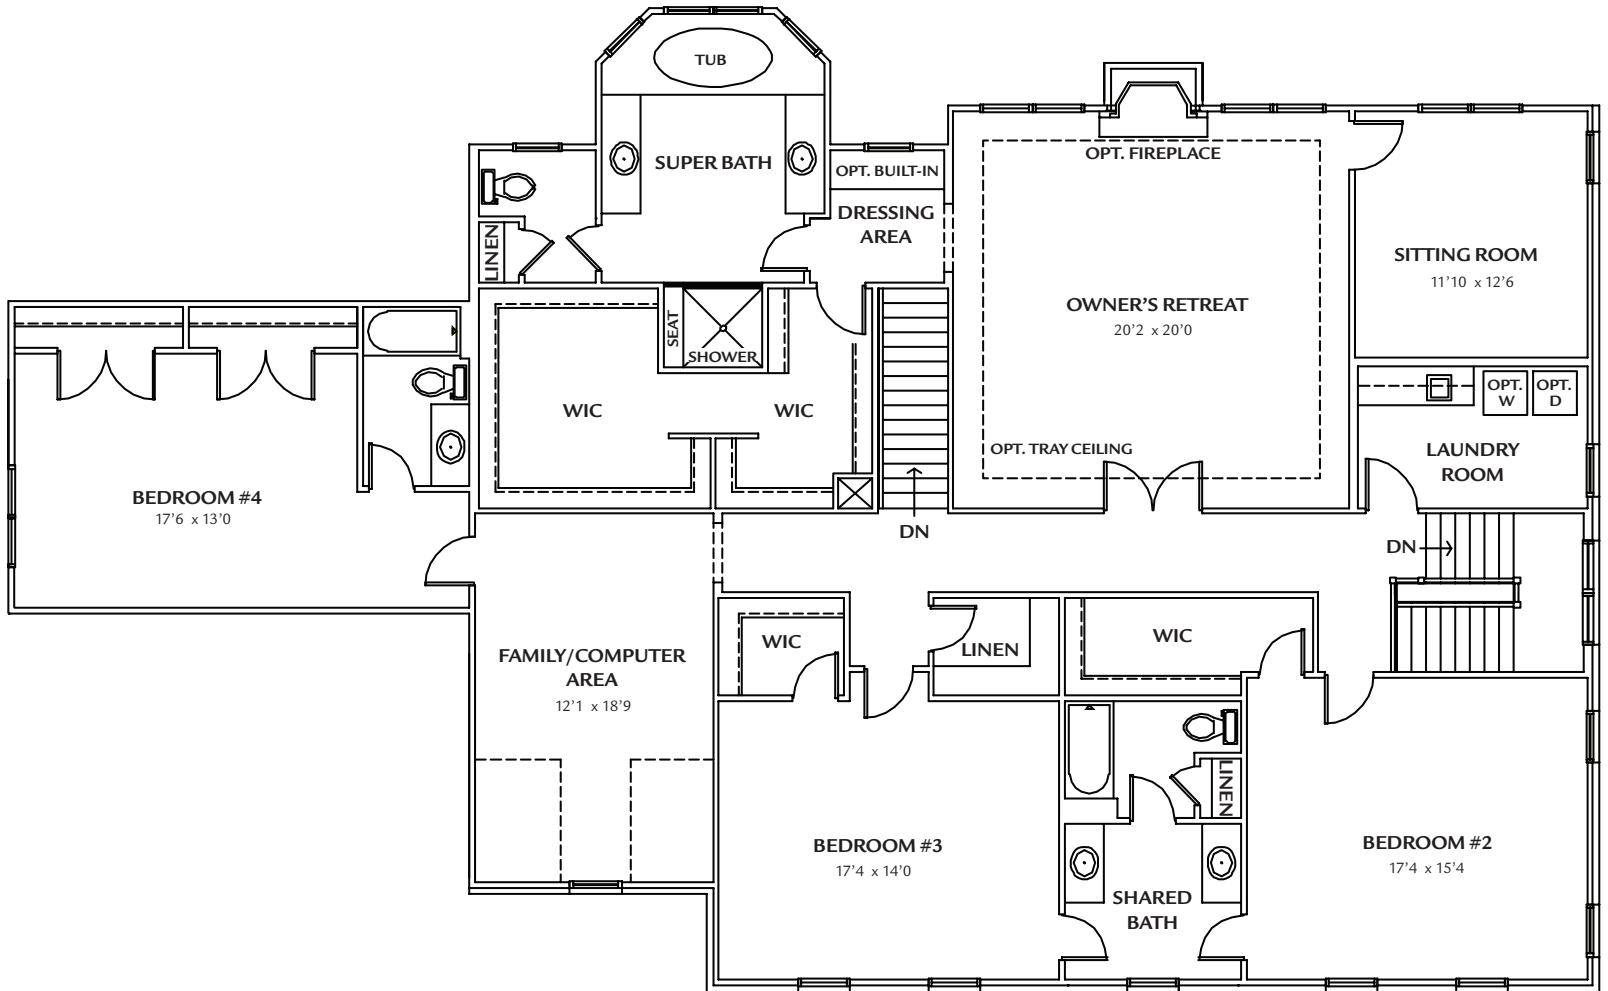 TUB
SUPER BATH
OPT. BUILT-IN
DRESSING
AREA
LINEN
OPT. FIREPLACE
OWNER'S RETREAT
20'2 x 20'0
OPT. TRAY CEILING
SITTING ROOM
11'10 x 12'6
SEAT
SHOWER
WIC
WIC
OPT.
W
OPT.
D
LAUNDRY
ROOM
BEDROOM #4
17'6 x 13'0
DN
DN
FAMILY/COMPUTER
AREA
12'1 x 18'9
WIC
LINEN
WIC
LINEN
BEDROOM #3
17'4 x 14'0
SHARED
BATH
BEDROOM #2
17'4 x 15'4